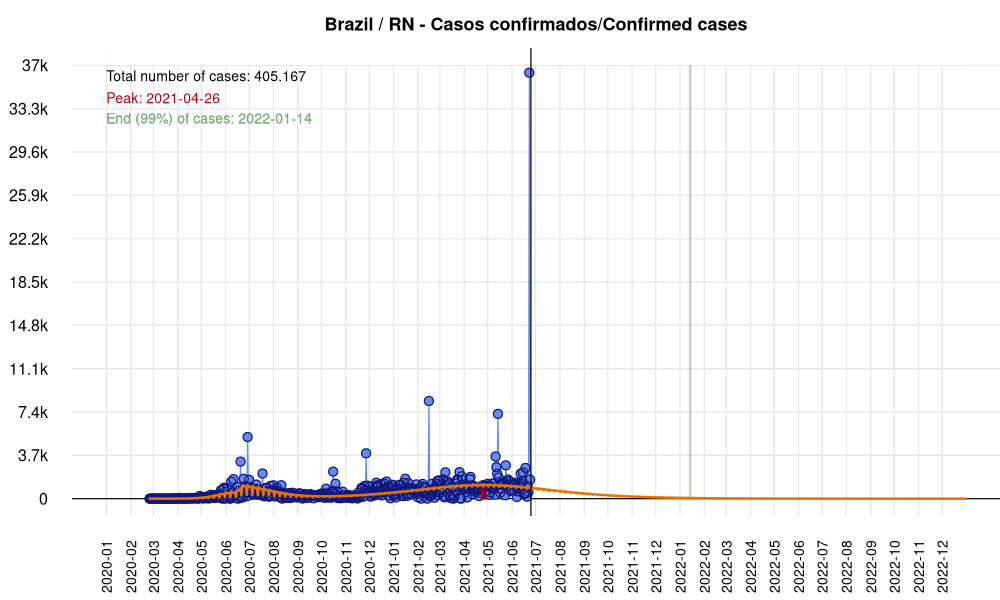 Brazil / RN - Casos confirmados/Confirmed cases
37k
Total number of cases: 405.167
Peak: 2021-04-26
33.3k
End (99%) of cases: 2022-01-14
29.6k
25.9k
22.2k
18.5k
14.8k
11.1k
7.4k
3.7k
0
2020-01
2020-02
2020-03
2020-04
2020-05
2020-06
2020-07
2020-08
2020-09
2020-10
2020-11
2020-12
2021-01
2021-02
2021-03
2021-04
2021-05
2021-06
2021-07
2021-08
2021-09
2021-10
2021-11
2021-12
2022-01
2022-02
2022-03
2022-04
2022-05
2022-06
2022-07
2022-08
2022-09
2022-10
2022-11
2022-12